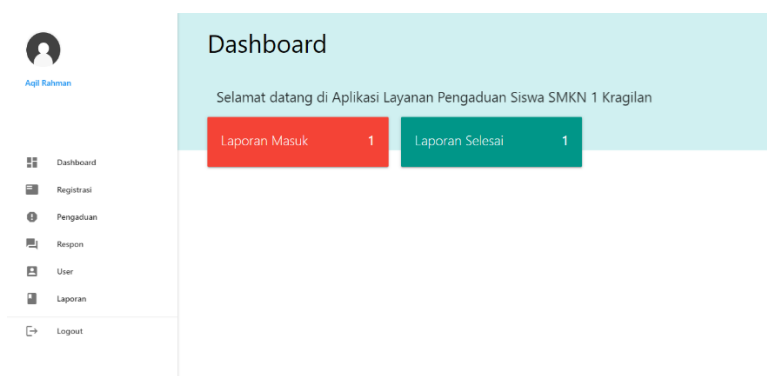 Aqil Rahman
Dashboard
Registrasi
Pengaduan
Respon
User
Laporan
Logout
Dashboard
Selamat datang di Aplikasi Layanan Pengaduan Siswa SMKN 1 Kragilan
Laporan Masuk 1
Laporan Selesai 1